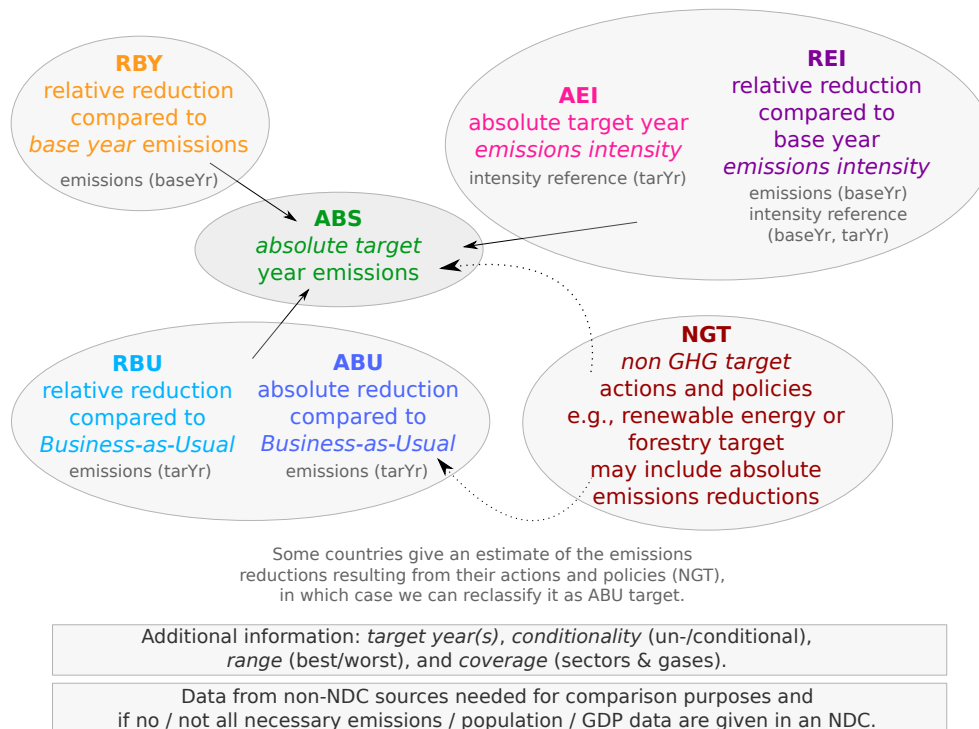 RBY
relative reduction
compared to
base year emissions
emissions (baseYr)
AEI
absolute target year
emissions intensity
intensity reference (tarYr)
REI
relative reduction
compared to
base year
emissions intensity
emissions (baseYr)
intensity reference
(baseYr, tarYr)
ABS
absolute target
year emissions
RBU
relative reduction
compared to
Business-as-Usual
emissions (tarYr)
ABU
absolute reduction
compared to
Business-as-Usual
emissions (tarYr)
NGT
non GHG target
actions and policies
e.g., renewable energy or
forestry target
may include absolute
emissions reductions
Some countries give an estimate of the emissions
reductions resulting from their actions and policies (NGT),
in which case we can reclassify it as ABU target.
Additional information: target year(s), conditionality (un-/conditional),
range (best/worst), and coverage (sectors & gases).
Data from non-NDC sources needed for comparison purposes and
if no / not all necessary emissions / population / GDP data are given in an NDC.